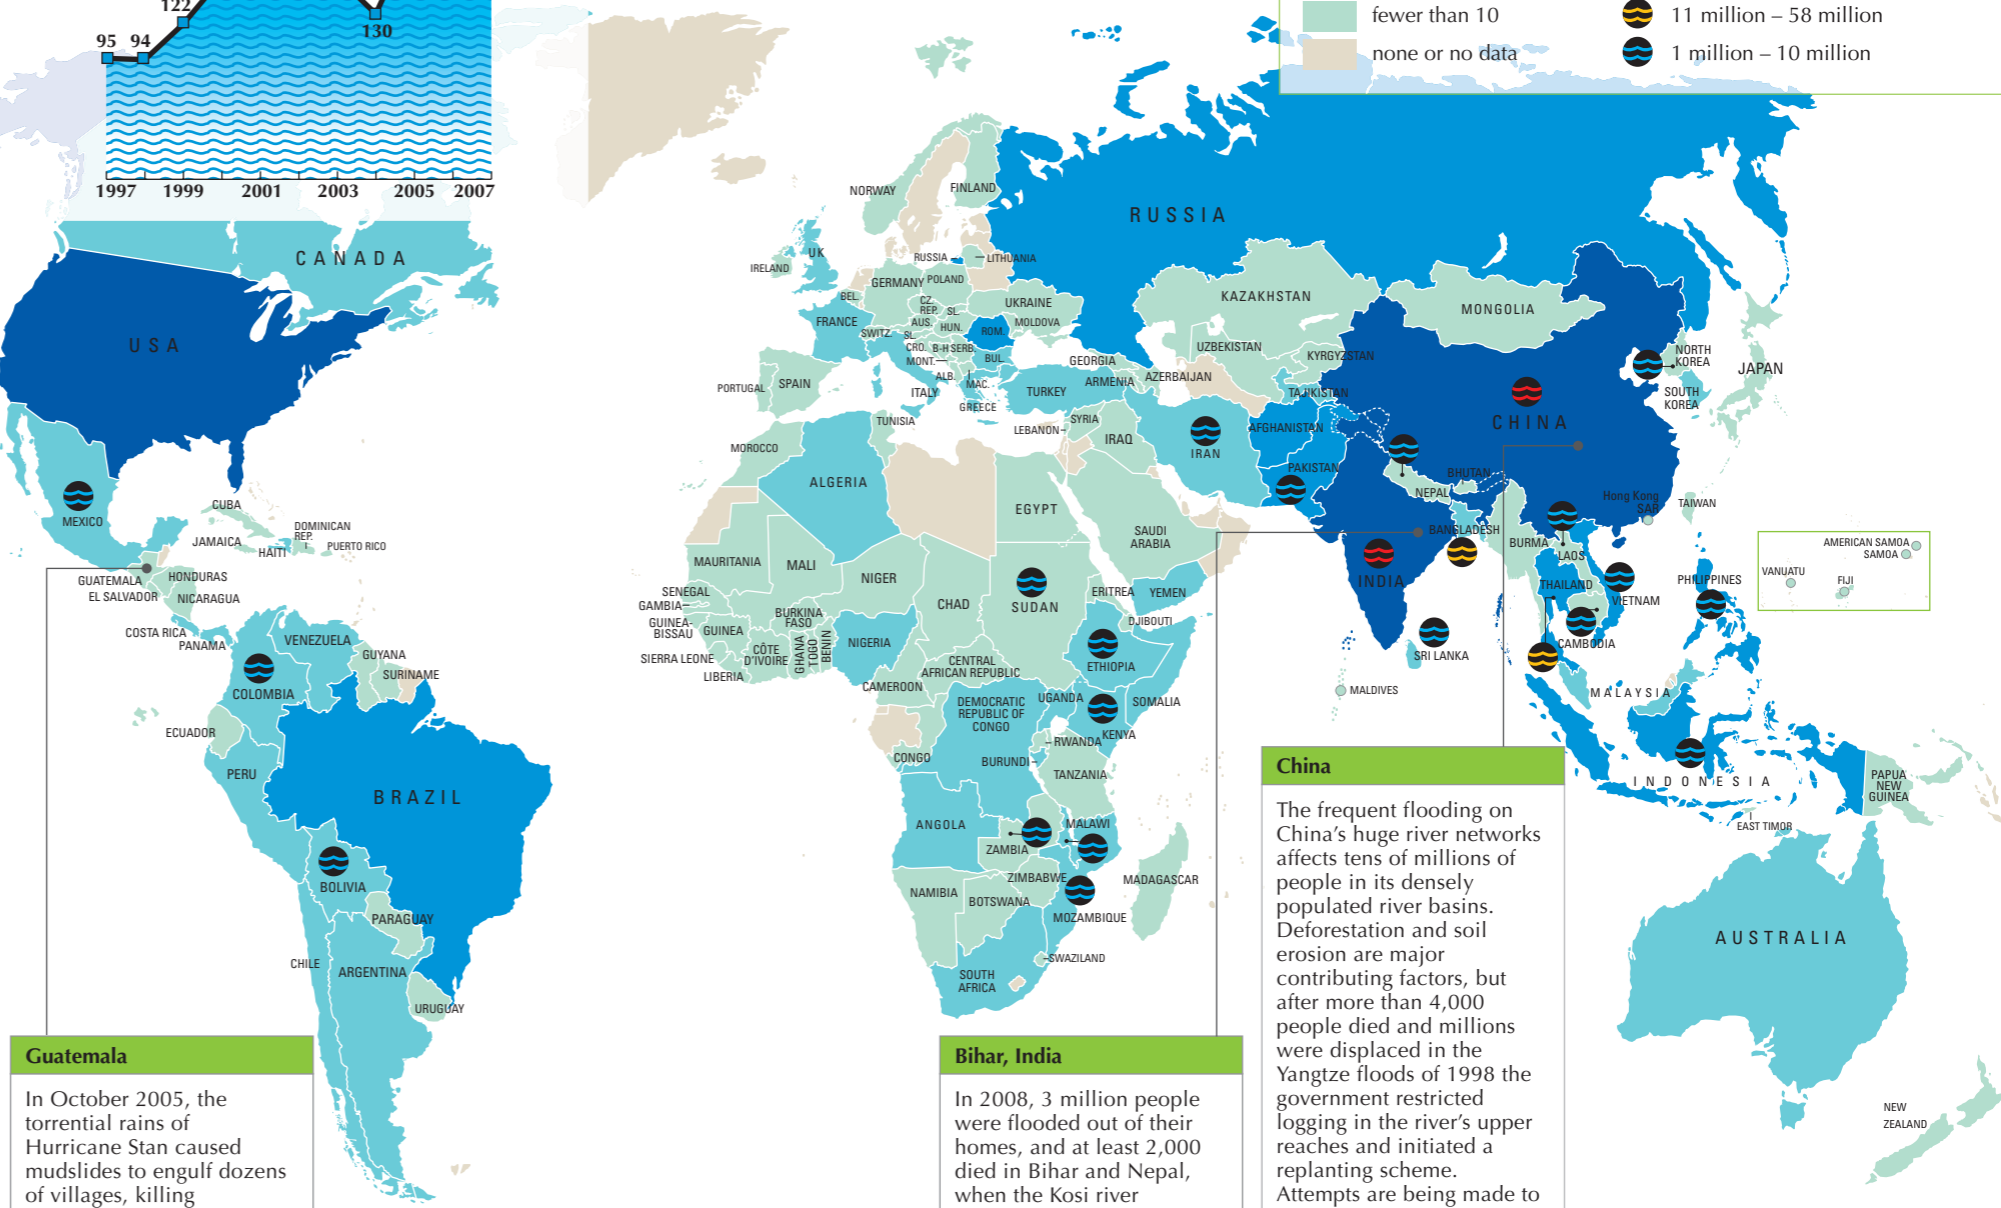 122
95 94
130
1997 1999 2001 2003 2005 2007
fewer than 10
none or no data
11 million – 58 million
1 million – 10 million
CANADA
USA
MEXICO
CUBA
JAMAICA
HAITI
DOMINICAN
REP.
PUERTO RICO
GUATEMALA
HONDURAS
EL SALVADOR
NICARAGUA
COSTA RICA
PANAMA
VENEZUELA
GUYANA
SURINAME
COLOMBIA
ECUADOR
PERU
BRAZIL
BOLIVIA
PARAGUAY
CHILE
ARGENTINA
URUGUAY
NORWAY
FINLAND
RUSSIA
UK
IRELAND
RUSSIA
LITHUANIA
BEL.
GERMANY
POLAND
CZ.
REP.
SL.
UKRAINE
FRANCE
SWITZ.
AUS.
HUN.
ROM.
MOLDOVA
SL.
CRO.
B-H
SERB.
MONT.
BUL.
ALB.
MAC.
PORTUGAL
SPAIN
ITALY
GREECE
TURKEY
GEORGIA
ARMENIA
AZERBAIJAN
KAZAKHSTAN
UZBEKISTAN
KYRGYZSTAN
TAJIKISTAN
MONGOLIA
NORTH
KOREA
SOUTH
KOREA
JAPAN
CHINA
AFGHANISTAN
PAKISTAN
IRAN
IRAQ
SYRIA
LEBANON
TUNISIA
MOROCCO
ALGERIA
EGYPT
SAUDI
ARABIA
YEMEN
MAURITANIA
MALI
NIGER
CHAD
SUDAN
ERITREA
DJIBOUTI
ETHIOPIA
SOMALIA
SENEGAL
GAMBIA
GUINEA-
BISSAU
GUINEA
SIERRA LEONE
LIBERIA
CÔTE
D'IVOIRE
BURKINA
FASO
GHANA
TOGO
BENIN
NIGERIA
CAMEROON
CENTRAL
AFRICAN REPUBLIC
DEMOCRATIC
REPUBLIC OF
CONGO
CONGO
UGANDA
KENYA
RWANDA
BURUNDI
TANZANIA
ANGOLA
ZAMBIA
MALAWI
ZIMBABWE
MOZAMBIQUE
NAMIBIA
BOTSWANA
MADAGASCAR
SWAZILAND
SOUTH
AFRICA
NEPAL
BHUTAN
BANGLADESH
INDIA
SRI LANKA
MALDIVES
BURMA
LAOS
THAILAND
VIETNAM
CAMBODIA
Hong Kong
SAR
TAIWAN
PHILIPPINES
MALAYSIA
INDONESIA
EAST TIMOR
PAPUA
NEW
GUINEA
AMERICAN SAMOA
SAMOA
VANUATU
FIJI
AUSTRALIA
NEW
ZEALAND
Guatemala
In October 2005, the
torrential rains of
Hurricane Stan caused
mudslides to engulf dozens
of villages, killing
Bihar, India
In 2008, 3 million people
were flooded out of their
homes, and at least 2,000
died in Bihar and Nepal,
when the Kosi river
China
The frequent flooding on
China's huge river networks
affects tens of millions of
people in its densely
populated river basins.
Deforestation and soil
erosion are major
contributing factors, but
after more than 4,000
people died and millions
were displaced in the
Yangtze floods of 1998 the
government restricted
logging in the river's upper
reaches and initiated a
replanting scheme.
Attempts are being made to